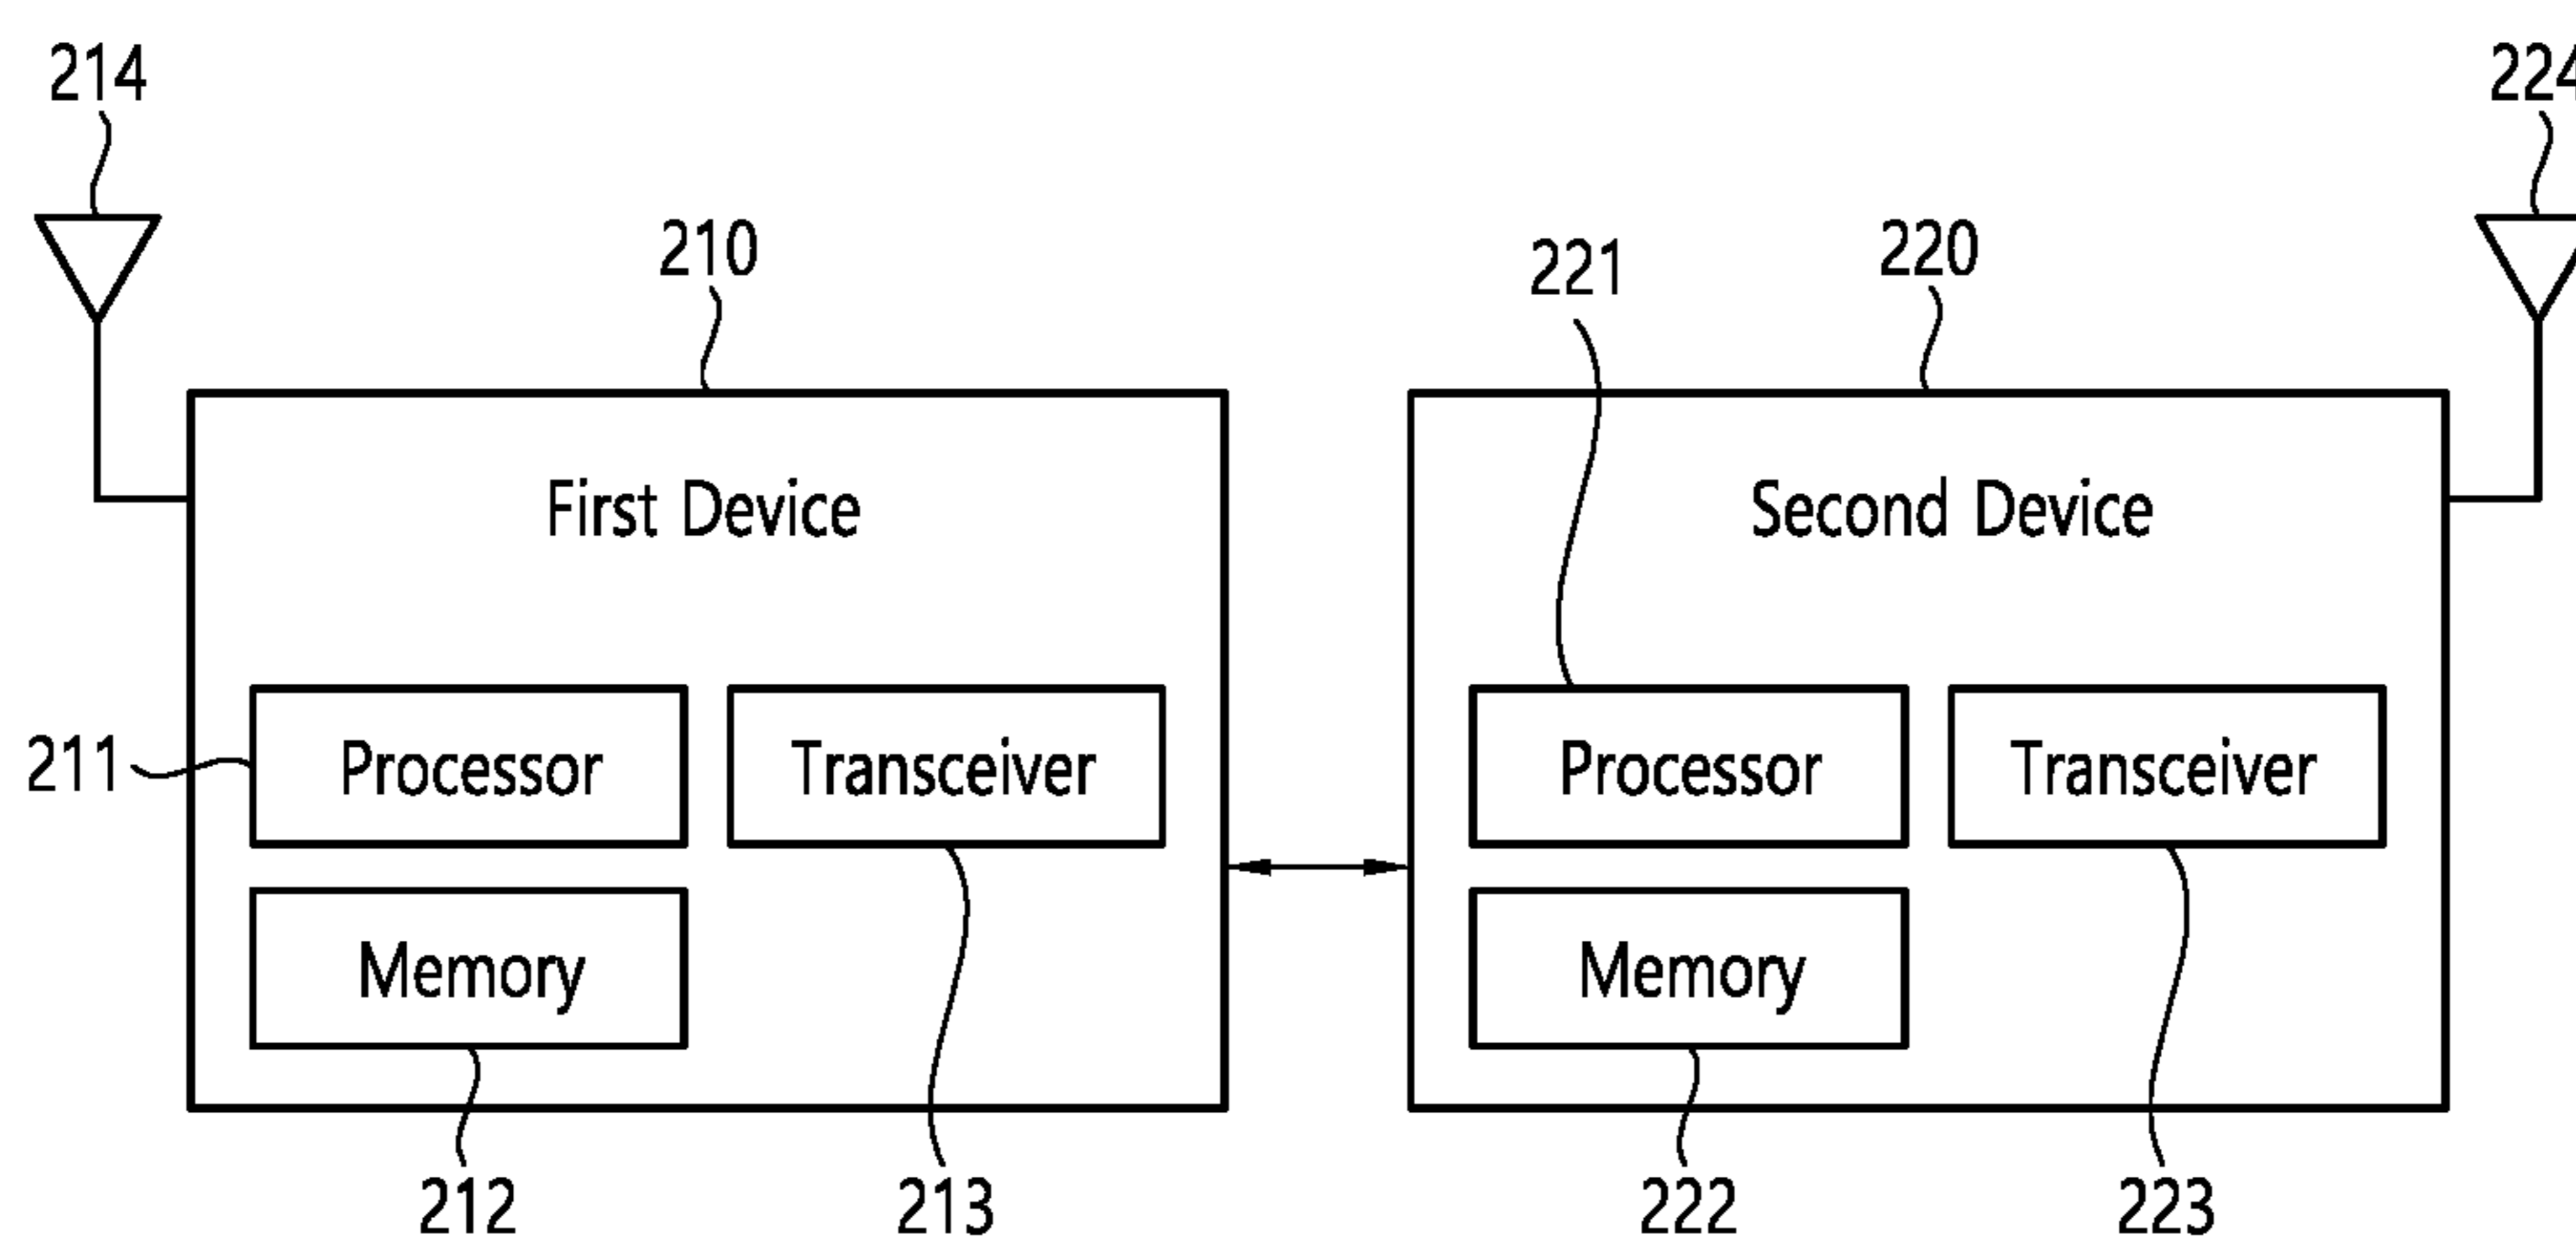 214
224
210
221
220
First Device
Second Device
211
Processor
Transceiver
Processor
Transceiver
Memory
Memory
212
213
222
223